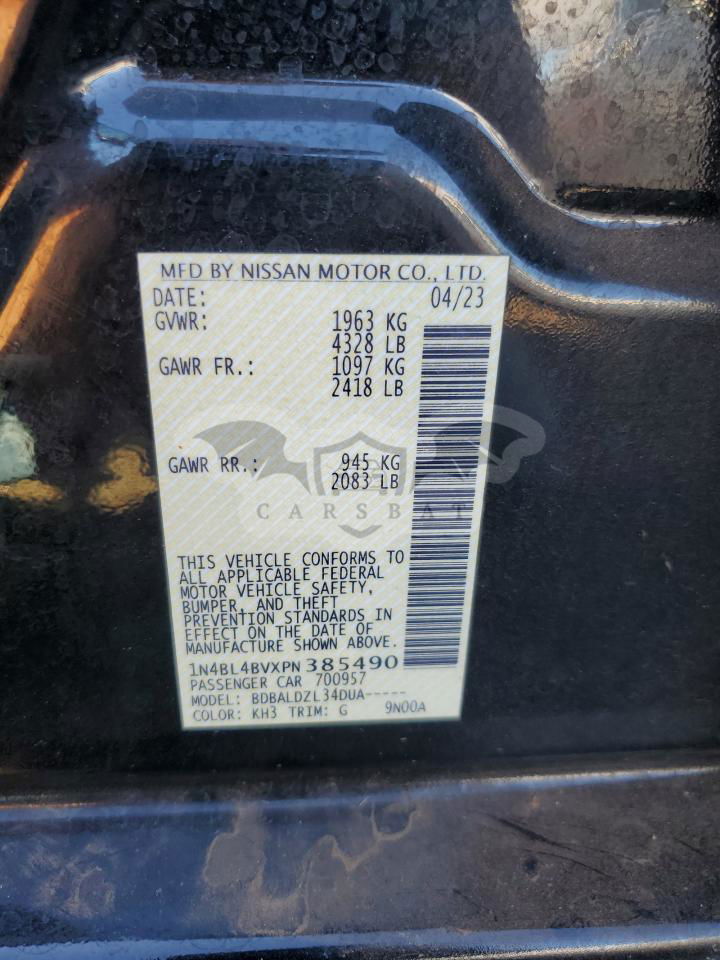 MFD BY NISSAN MOTOR CO., LTD.
DATE: 04/23
GVWR: 1963 KG
4328 LB
GAWR FR.: 1097 KG
2418 LB
GAWR RR.: 945 KG
2083 LB
CARSBAT
THIS VEHICLE CONFORMS TO
ALL APPLICABLE FEDERAL
MOTOR VEHICLE SAFETY,
BUMPER, AND THEFT
PREVENTION STANDARDS IN
EFFECT ON THE DATE OF
MANUFACTURE SHOWN ABOVE.
1N4BL4BVXPN385490
PASSENGER CAR 700957
MODEL: BDBALDZL34DUA-----
COLOR: KH3 TRIM: G 9N00A